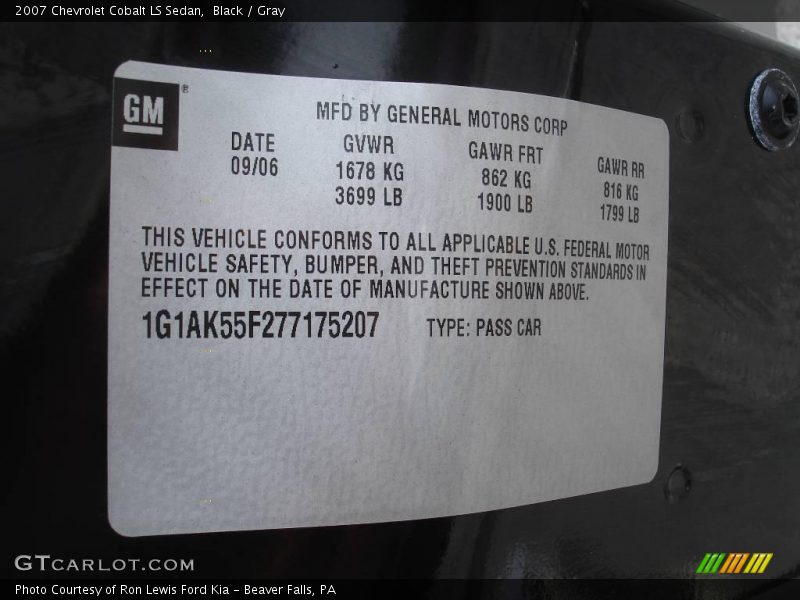 2007 Chevrolet Cobalt LS Sedan, Black / Gray
GM ®
MFD BY GENERAL MOTORS CORP
DATE GVWR GAWR FRT GAWR RR
09/06 1678 KG 862 KG 816 KG
3699 LB 1900 LB 1799 LB
THIS VEHICLE CONFORMS TO ALL APPLICABLE U.S. FEDERAL MOTOR
VEHICLE SAFETY, BUMPER, AND THEFT PREVENTION STANDARDS IN
EFFECT ON THE DATE OF MANUFACTURE SHOWN ABOVE.
1G1AK55F277175207 TYPE: PASS CAR
GTCARLOT.COM
Photo Courtesy of Ron Lewis Ford Kia – Beaver Falls, PA